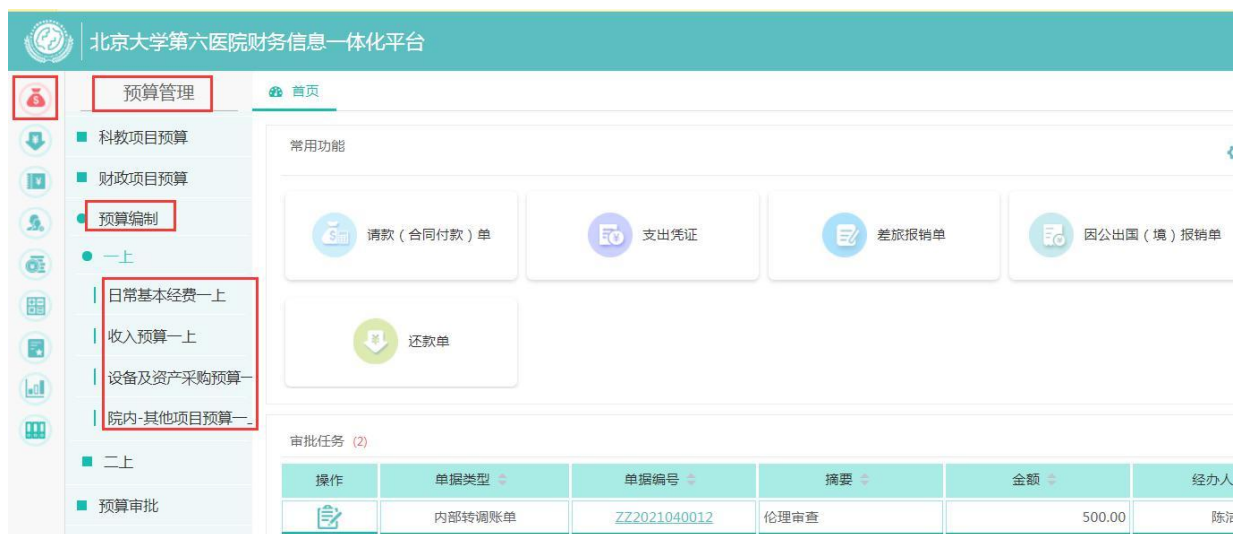 北京大学第六医院财务信息一体化平台
预算管理
首页
科教项目预算
常用功能
财政项目预算
预算编制
请款（合同付款）单
支出凭证
差旅报销单
因公出国（境）报销单
一上
日常基本经费一上
收入预算一上
还款单
设备及资产采购预算一
院内-其他项目预算一
审批任务 (2)
二上
操作 单据类型 单据编号 摘要 金额 经办人
预算审批
内部转调账单 ZZ2021040012 伦理审查 500.00 陈